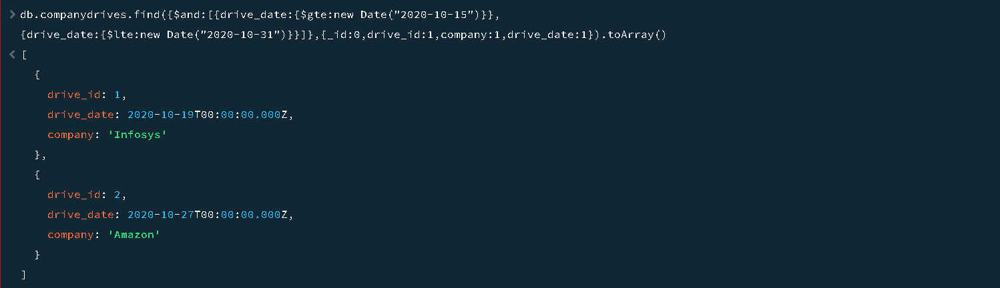 > db.companydrives.find({$and:[{drive_date:{$gte:new Date("2020-10-15")}},
{drive_date:{$lte:new Date("2020-10-31")}}]},{_id:0,drive_id:1,company:1,drive_date:1}).toArray()
< [
{
drive_id: 1,
drive_date: 2020-10-19T00:00:00.000Z,
company: 'Infosys'
},
{
drive_id: 2,
drive_date: 2020-10-27T00:00:00.000Z,
company: 'Amazon'
}
]